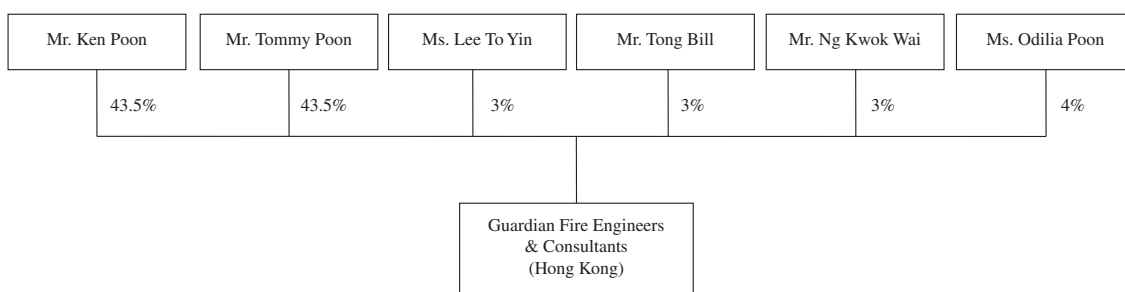 Mr. Ken Poon
Mr. Tommy Poon
Ms. Lee To Yin
Mr. Tong Bill
Mr. Ng Kwok Wai
Ms. Odilia Poon
43.5%
43.5%
3%
3%
3%
4%
Guardian Fire Engineers
& Consultants
(Hong Kong)